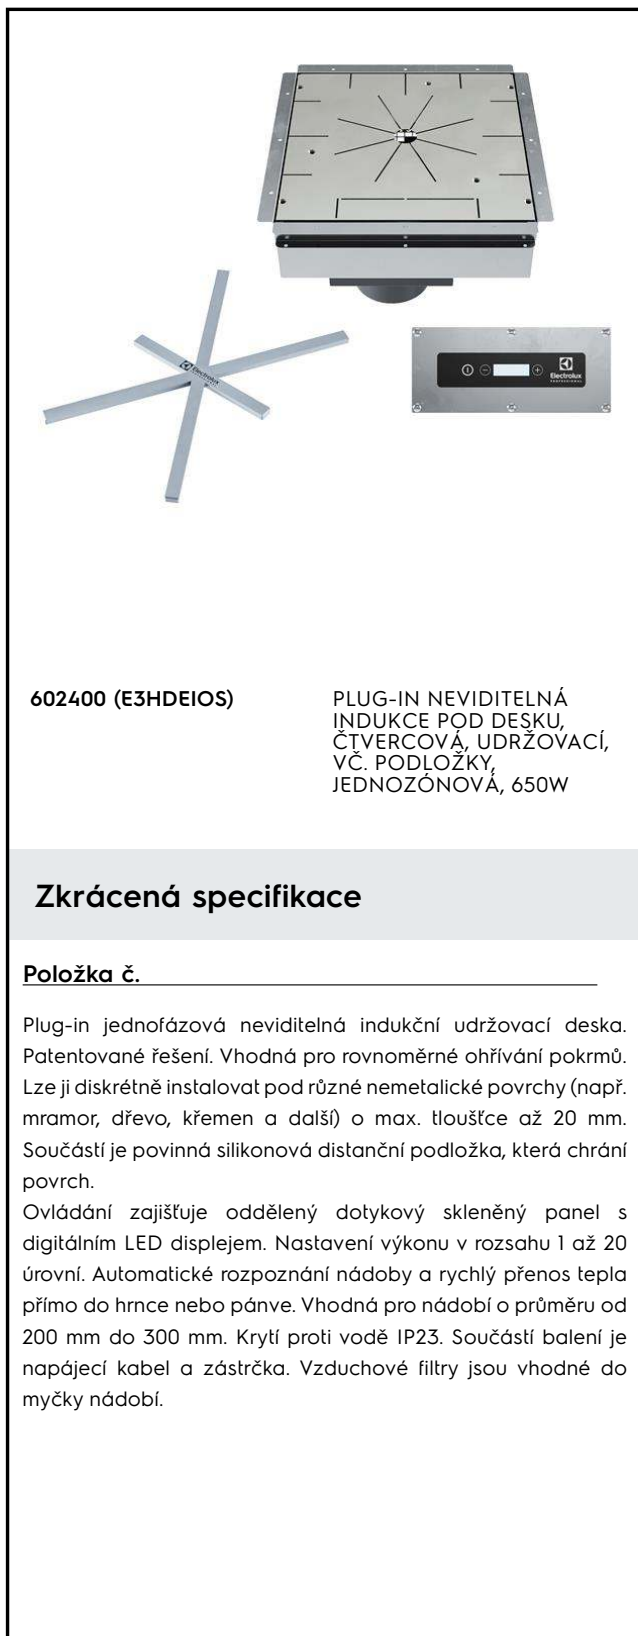 Electrolux
Electrolux
PROFESSIONAL
602400 (E3HDEIOS)
PLUG-IN NEVIDITELNÁ
INDUKCE POD DESKU,
ČTVERCOVÁ, UDRŽOVACÍ,
VČ. PODLOŽKY,
JEDNOZÓNOVÁ, 650W
Zkrácená specifikace
Položka č.
Plug-in jednofázová neviditelná indukční udržovací deska.
Patentované řešení. Vhodná pro rovnoměrné ohřívání pokrmů.
Lze ji diskrétně instalovat pod různé nemetalické povrchy (např.
mramor, dřevo, křemen a další) o max. tloušťce až 20 mm.
Součástí je povinná silikonová distanční podložka, která chrání
povrch.
Ovládání zajišťuje oddělený dotykový skleněný panel s
digitálním LED displejem. Nastavení výkonu v rozsahu 1 až 20
úrovní. Automatické rozpoznání nádoby a rychlý přenos tepla
přímo do hrnce nebo pánve. Vhodná pro nádobí o průměru od
200 mm do 300 mm. Krytí proti vodě IP23. Součástí balení je
napájecí kabel a zástrčka. Vzduchové filtry jsou vhodné do
myčky nádobí.